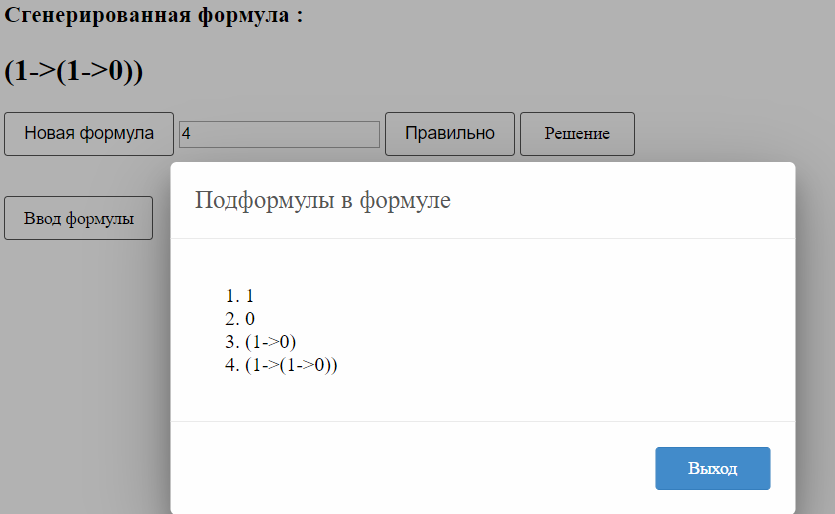 Сгенерированная формула :
(1->(1->0))
Новая формула 4 Правильно Решение
Ввод формулы
Подформулы в формуле
1. 1
2. 0
3. (1->0)
4. (1->(1->0))
Выход